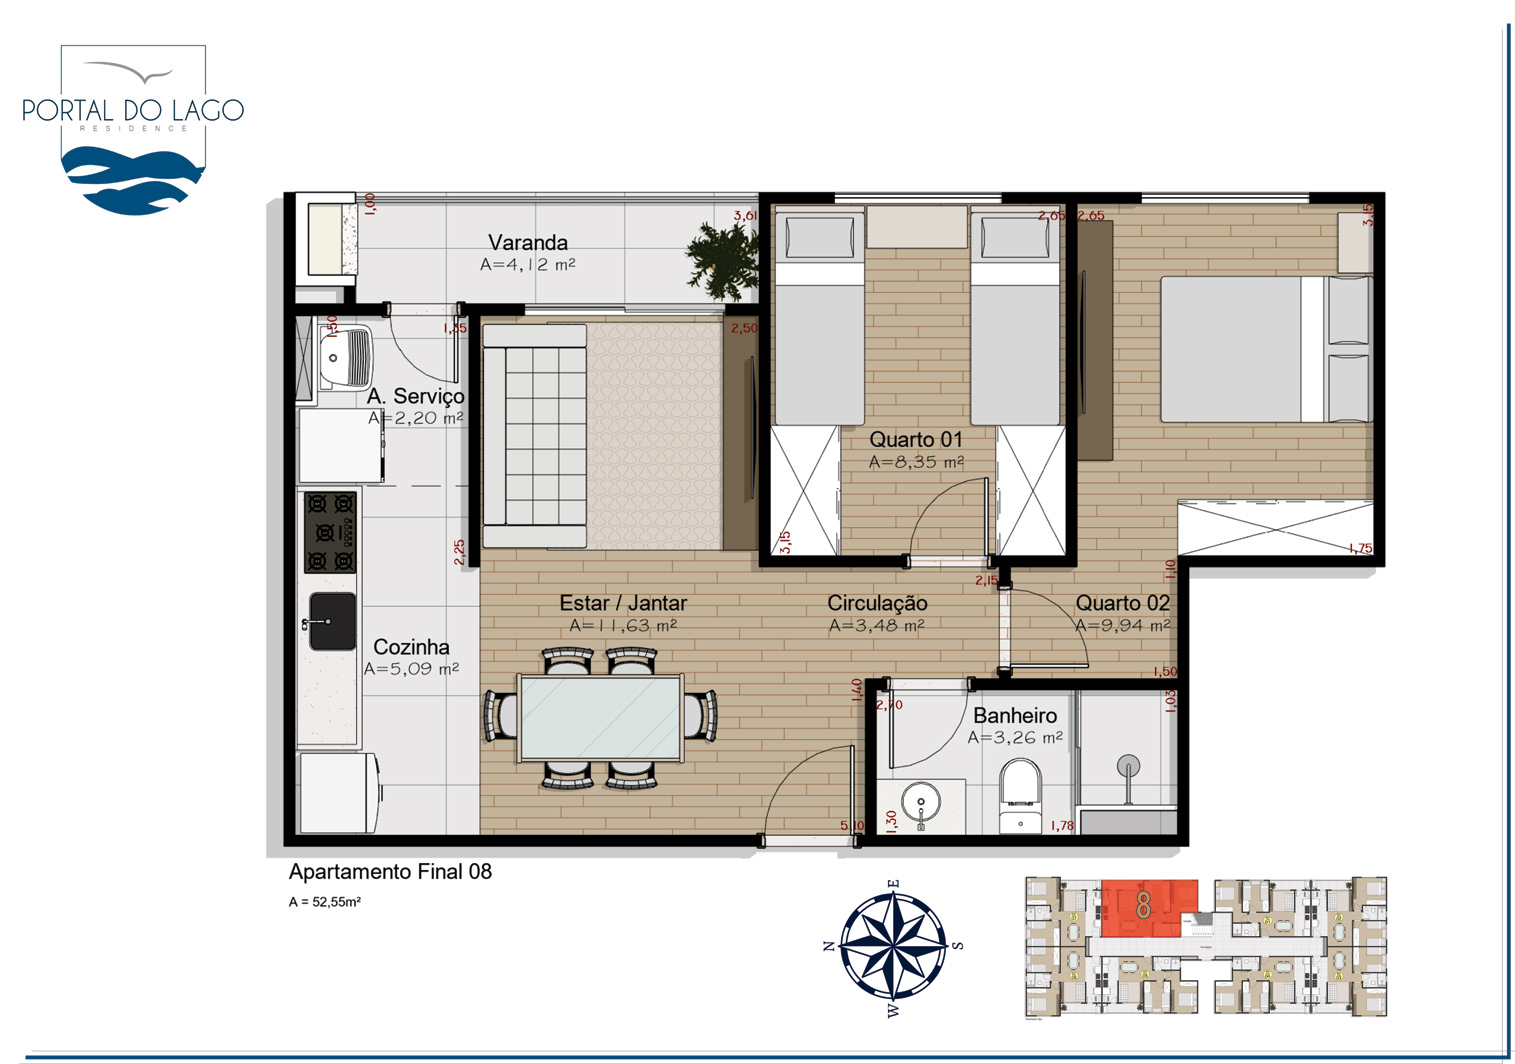 PORTAL DO LAGO
RESIDENCE
1,00
3,61
2,65
2,65
3,15
Varanda
A=4,12 m²
1,50
1,35
2,50
A. Serviço
A=2,20 m²
Quarto 01
A=8,35 m²
2,25
3,15
1,75
2,15
1,10
Estar / Jantar
A=11,63 m²
Circulação
A=3,48 m²
Quarto 02
A=9,94 m²
Cozinha
A=5,09 m²
1,50
1,40
2,70
1,03
Banheiro
A=3,26 m²
5,10
1,30
1,78
Apartamento Final 08
A = 52,55m²
E
N
S
W
8